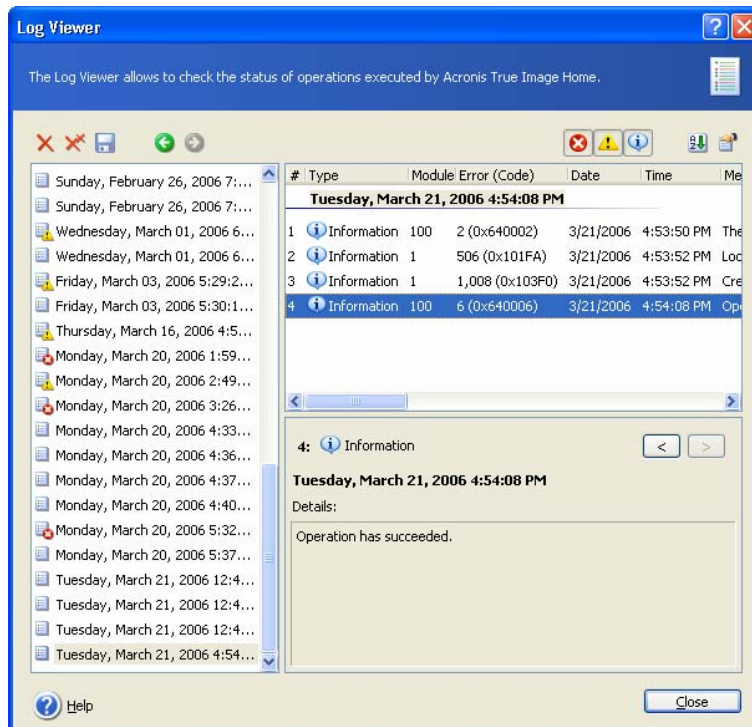 Log Viewer
The Log Viewer allows to check the status of operations executed by Acronis True Image Home.
Sunday, February 26, 2006 7:...
Sunday, February 26, 2006 7:...
Wednesday, March 01, 2006 6...
Wednesday, March 01, 2006 6...
Friday, March 03, 2006 5:29:2...
Friday, March 03, 2006 5:30:1...
Thursday, March 16, 2006 4:5...
Monday, March 20, 2006 1:59...
Monday, March 20, 2006 2:49...
Monday, March 20, 2006 3:26...
Monday, March 20, 2006 4:33...
Monday, March 20, 2006 4:36...
Monday, March 20, 2006 4:37...
Monday, March 20, 2006 4:40...
Monday, March 20, 2006 5:32...
Monday, March 20, 2006 5:37...
Tuesday, March 21, 2006 12:4...
Tuesday, March 21, 2006 12:4...
Tuesday, March 21, 2006 12:4...
Tuesday, March 21, 2006 4:54...
# Type Module Error (Code) Date Time Me
Tuesday, March 21, 2006 4:54:08 PM
1 Information 100 2 (0x640002) 3/21/2006 4:53:50 PM The
2 Information 1 506 (0x101FA) 3/21/2006 4:53:52 PM Loc
3 Information 1 1,008 (0x103F0) 3/21/2006 4:53:52 PM Cre
4 Information 100 6 (0x640006) 3/21/2006 4:54:08 PM Ope
4: Information
< >
Tuesday, March 21, 2006 4:54:08 PM
Details:
Operation has succeeded.
Help
Close